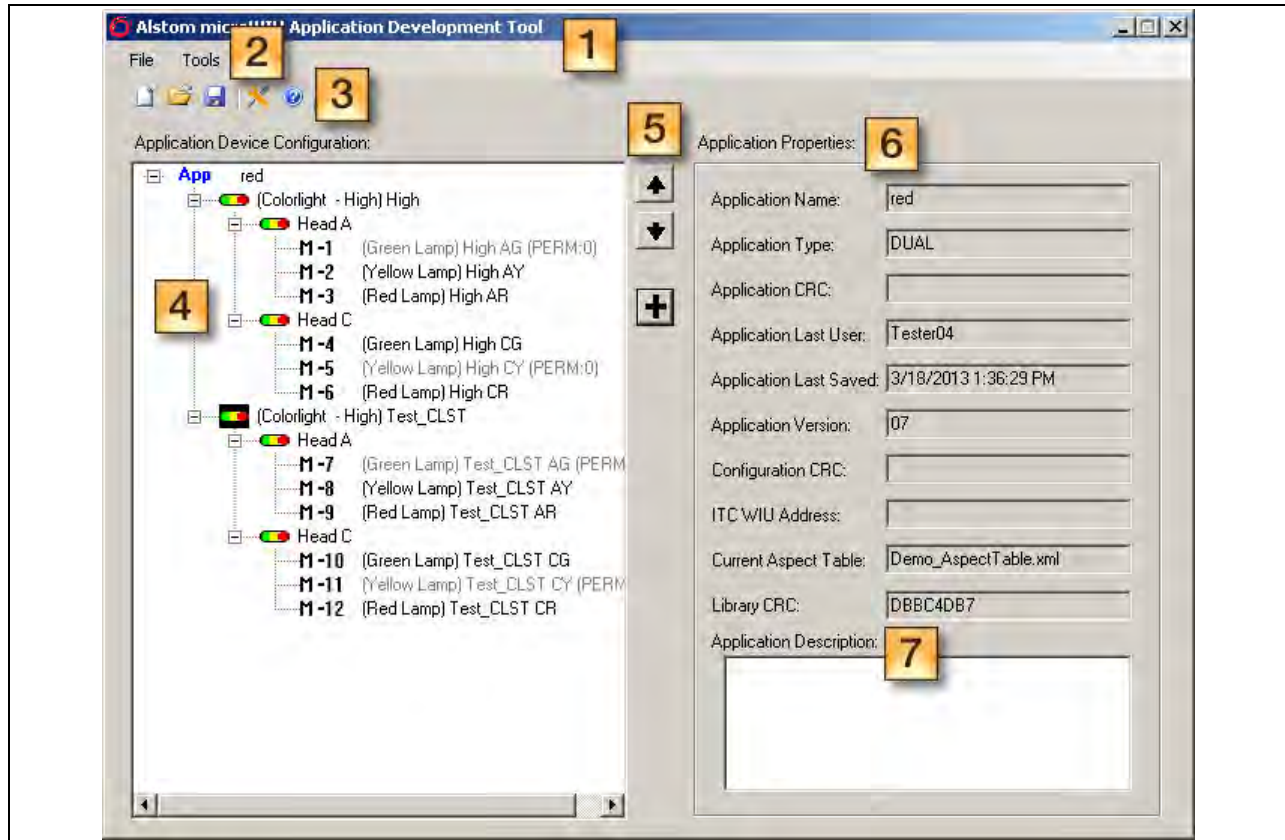 Alstom Application Development Tool
1
File Tools
2
3
Application Device Configuration:
App red
(Colorlight - High) High
Head A
M -1 (Green Lamp) High AG (PERM:0)
M -2 (Yellow Lamp) High AY
M -3 (Red Lamp) High AR
4
Head C
M -4 (Green Lamp) High CG
M -5 (Yellow Lamp) High CY (PERM:0)
M -6 (Red Lamp) High CR
(Colorlight - High) Test_CLST
Head A
M -7 (Green Lamp) Test_CLST AG (PERM
M -8 (Yellow Lamp) Test_CLST AY
M -9 (Red Lamp) Test_CLST AR
Head C
M -10 (Green Lamp) Test_CLST CG
M -11 (Yellow Lamp) Test_CLST CY (PERM
M -12 (Red Lamp) Test_CLST CR
5
Application Properties:
6
Application Name: red
Application Type: DUAL
Application CRC:
Application Last User: Tester04
Application Last Saved: 3/18/2013 1:36:29 PM
Application Version: 07
Configuration CRC:
ITC WIU Address:
Current Aspect Table: Demo_AspectTable.xml
Library CRC: DBBC4DB7
Application Description:
7